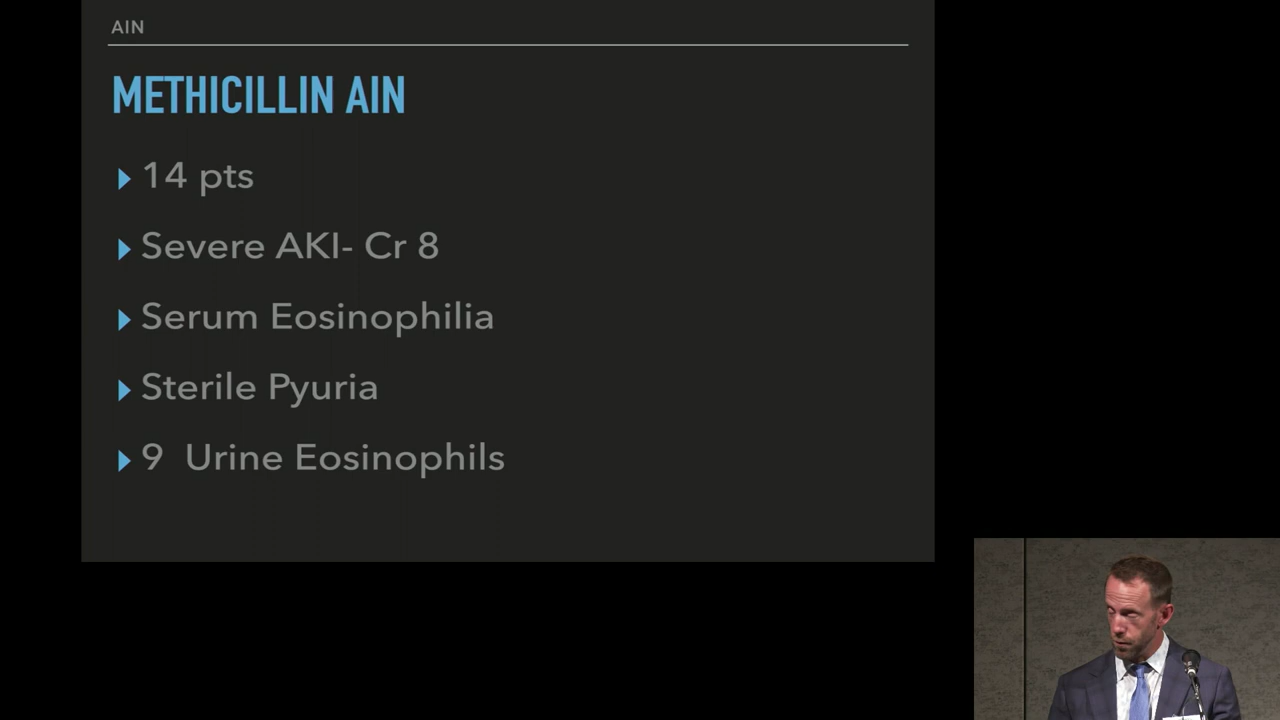 AIN
METHICILLIN AIN
14 pts
Severe AKI- Cr 8
Serum Eosinophilia
Sterile Pyuria
9 Urine Eosinophils